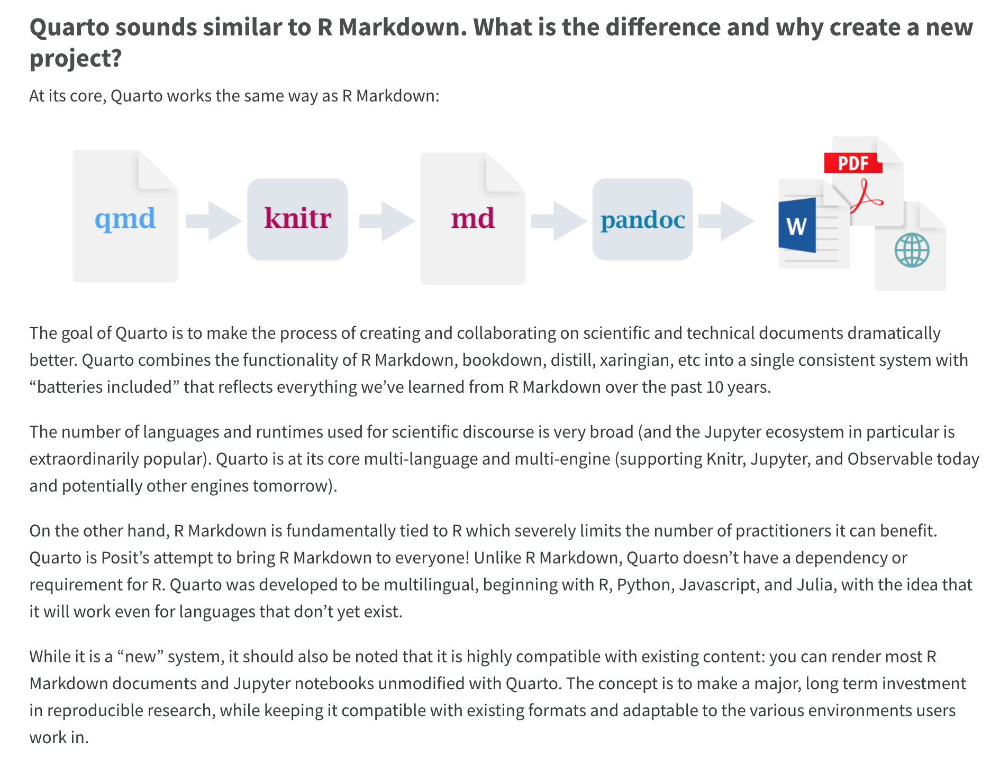 Quarto sounds similar to R Markdown. What is the difference and why create a new
project?
At its core, Quarto works the same way as R Markdown:
qmd
knitr
md
pandoc
PDF
W
The goal of Quarto is to make the process of creating and collaborating on scientific and technical documents dramatically
better. Quarto combines the functionality of R Markdown, bookdown, distill, xaringian, etc into a single consistent system with
“batteries included” that reflects everything we’ve learned from R Markdown over the past 10 years.
The number of languages and runtimes used for scientific discourse is very broad (and the Jupyter ecosystem in particular is
extraordinarily popular). Quarto is at its core multi-language and multi-engine (supporting Knitr, Jupyter, and Observable today
and potentially other engines tomorrow).
On the other hand, R Markdown is fundamentally tied to R which severely limits the number of practitioners it can benefit.
Quarto is Posit’s attempt to bring R Markdown to everyone! Unlike R Markdown, Quarto doesn’t have a dependency or
requirement for R. Quarto was developed to be multilingual, beginning with R, Python, Javascript, and Julia, with the idea that
it will work even for languages that don’t yet exist.
While it is a “new” system, it should also be noted that it is highly compatible with existing content: you can render most R
Markdown documents and Jupyter notebooks unmodified with Quarto. The concept is to make a major, long term investment
in reproducible research, while keeping it compatible with existing formats and adaptable to the various environments users
work in.